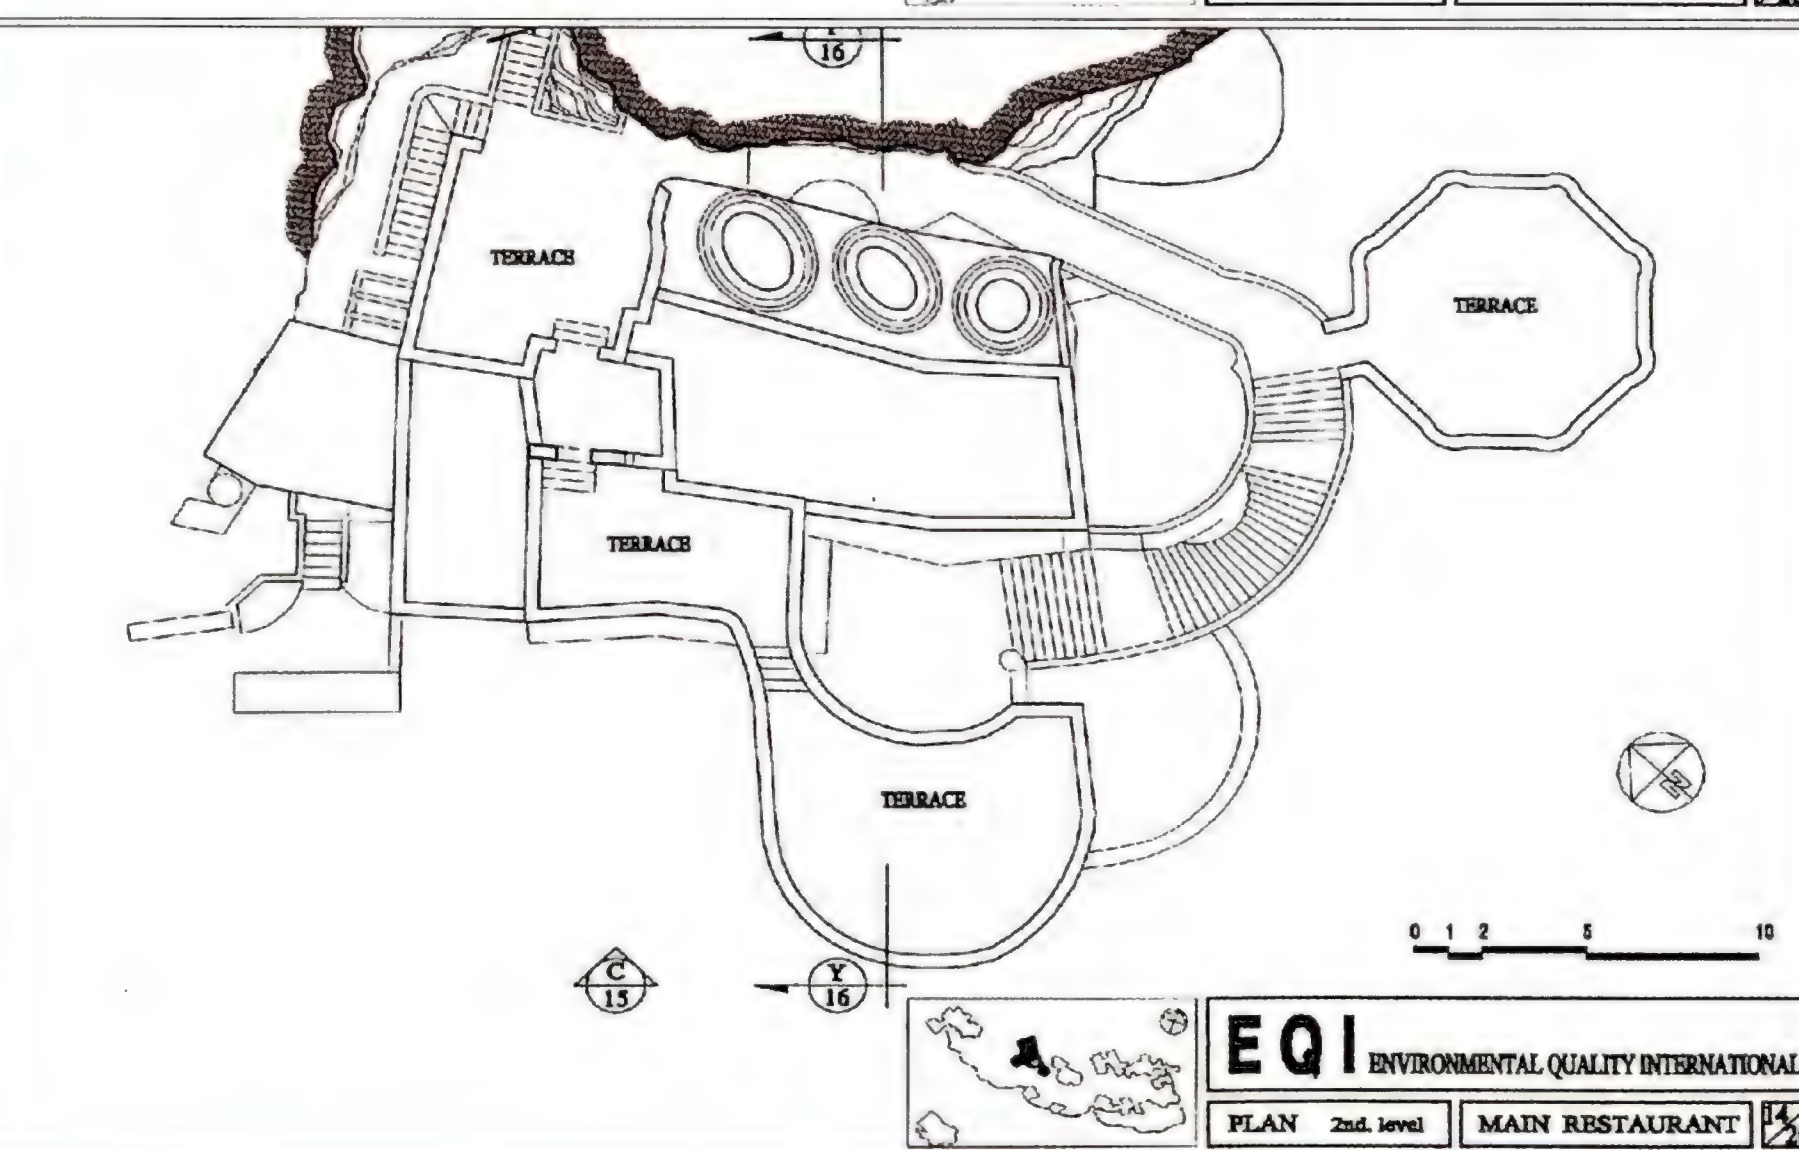 16
TERRACE
TERRACE
TERRACE
TERRACE
N
0 1 2 5 10
C
15
Y
16
EQI ENVIRONMENTAL QUALITY INTERNATIONAL
PLAN 2nd. level
MAIN RESTAURANT
14